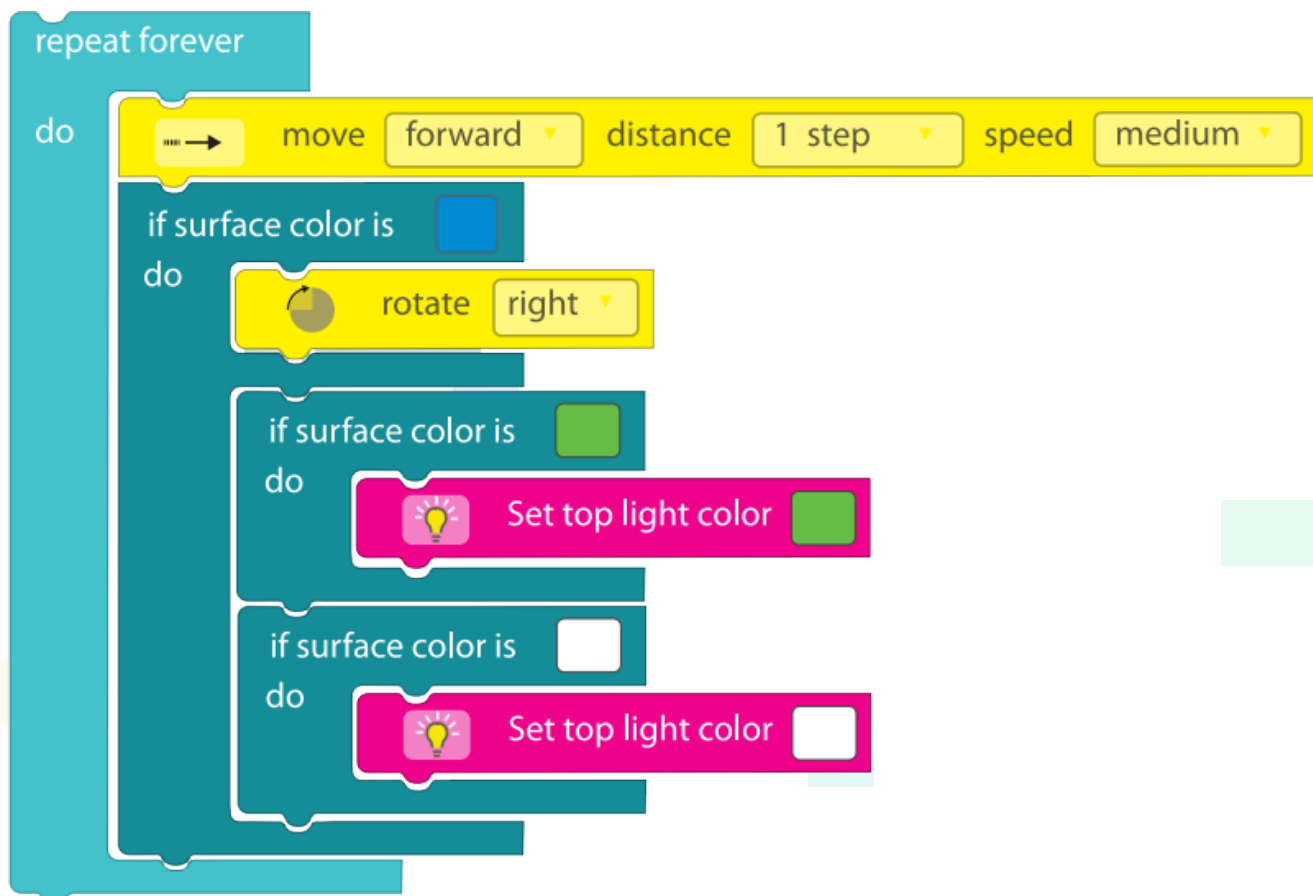 repeat forever
do
move forward distance 1 step speed medium
if surface color is
do
rotate right
if surface color is
do
Set top light color
if surface color is
do
Set top light color